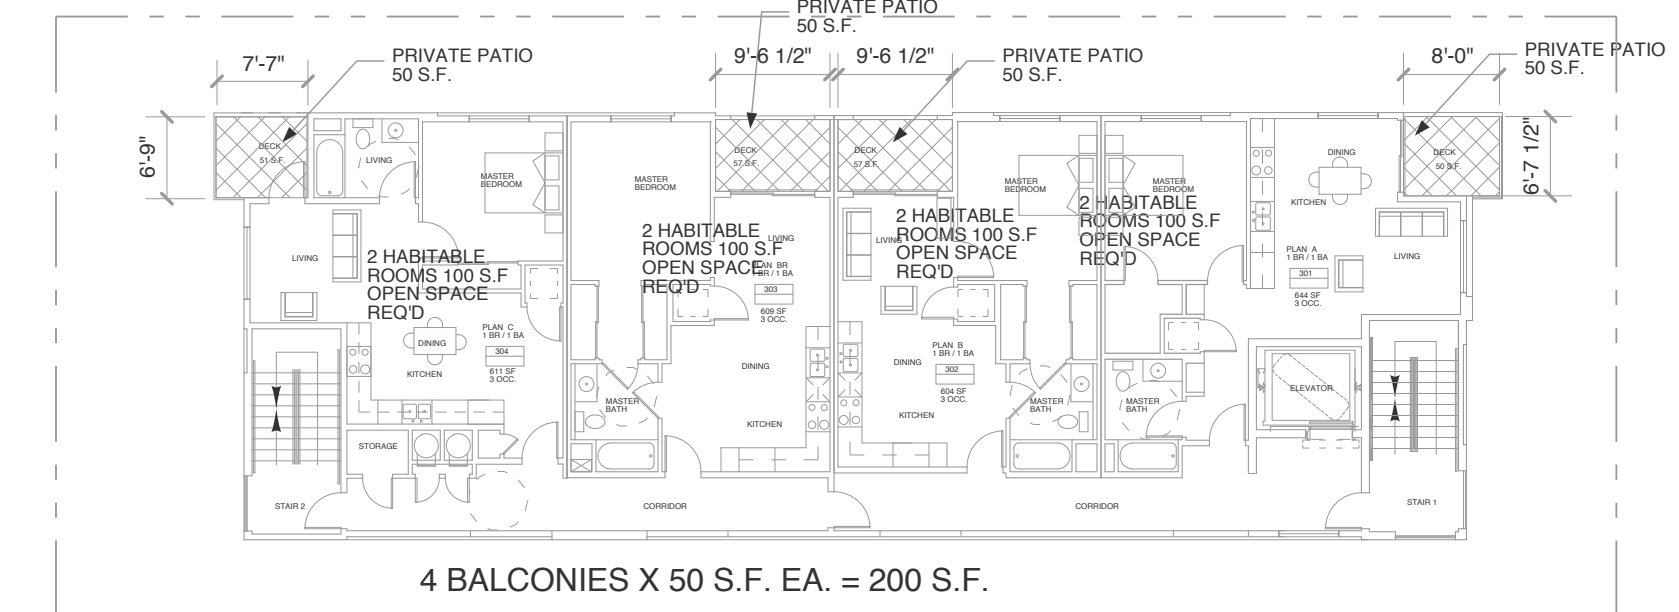 PRIVATE PATIO
50 S.F.
7'-7"
PRIVATE PATIO
50 S.F.
9'-6 1/2"
9'-6 1/2"
PRIVATE PATIO
50 S.F.
8'-0"
PRIVATE PATIO
50 S.F.
6'-9"
DECK
51 S.F.
LIVING
MASTER
BEDROOM
MASTER
BEDROOM
DECK
57 S.F.
DECK
57 S.F.
MASTER
BEDROOM
MASTER
BEDROOM
DINING
KITCHEN
DECK
50 S.F.
6'-7 1/2"
LIVING
2 HABITABLE
ROOMS 100 S.F
OPEN SPACE
REQ'D
2 HABITABLE
ROOMS 100 S.F
OPEN SPACE
REQ'D
LIVING
PLAN BR
1 BR / 1 BA
303
609 SF
3 OCC.
LIVING
2 HABITABLE
ROOMS 100 S.F
OPEN SPACE
REQ'D
2 HABITABLE
ROOMS 100 S.F
OPEN SPACE
REQ'D
PLAN A
1 BR / 1 BA
301
644 SF
3 OCC.
LIVING
PLAN C
1 BR / 1 BA
304
611 SF
3 OCC.
DINING
KITCHEN
DINING
KITCHEN
MASTER
BATH
PLAN B
1 BR / 1 BA
302
604 SF
3 OCC.
DINING
KITCHEN
MASTER
BATH
MASTER
BATH
ELEVATOR
STORAGE
STAIR 2
CORRIDOR
CORRIDOR
STAIR 1
4 BALCONIES X 50 S.F. EA. = 200 S.F.